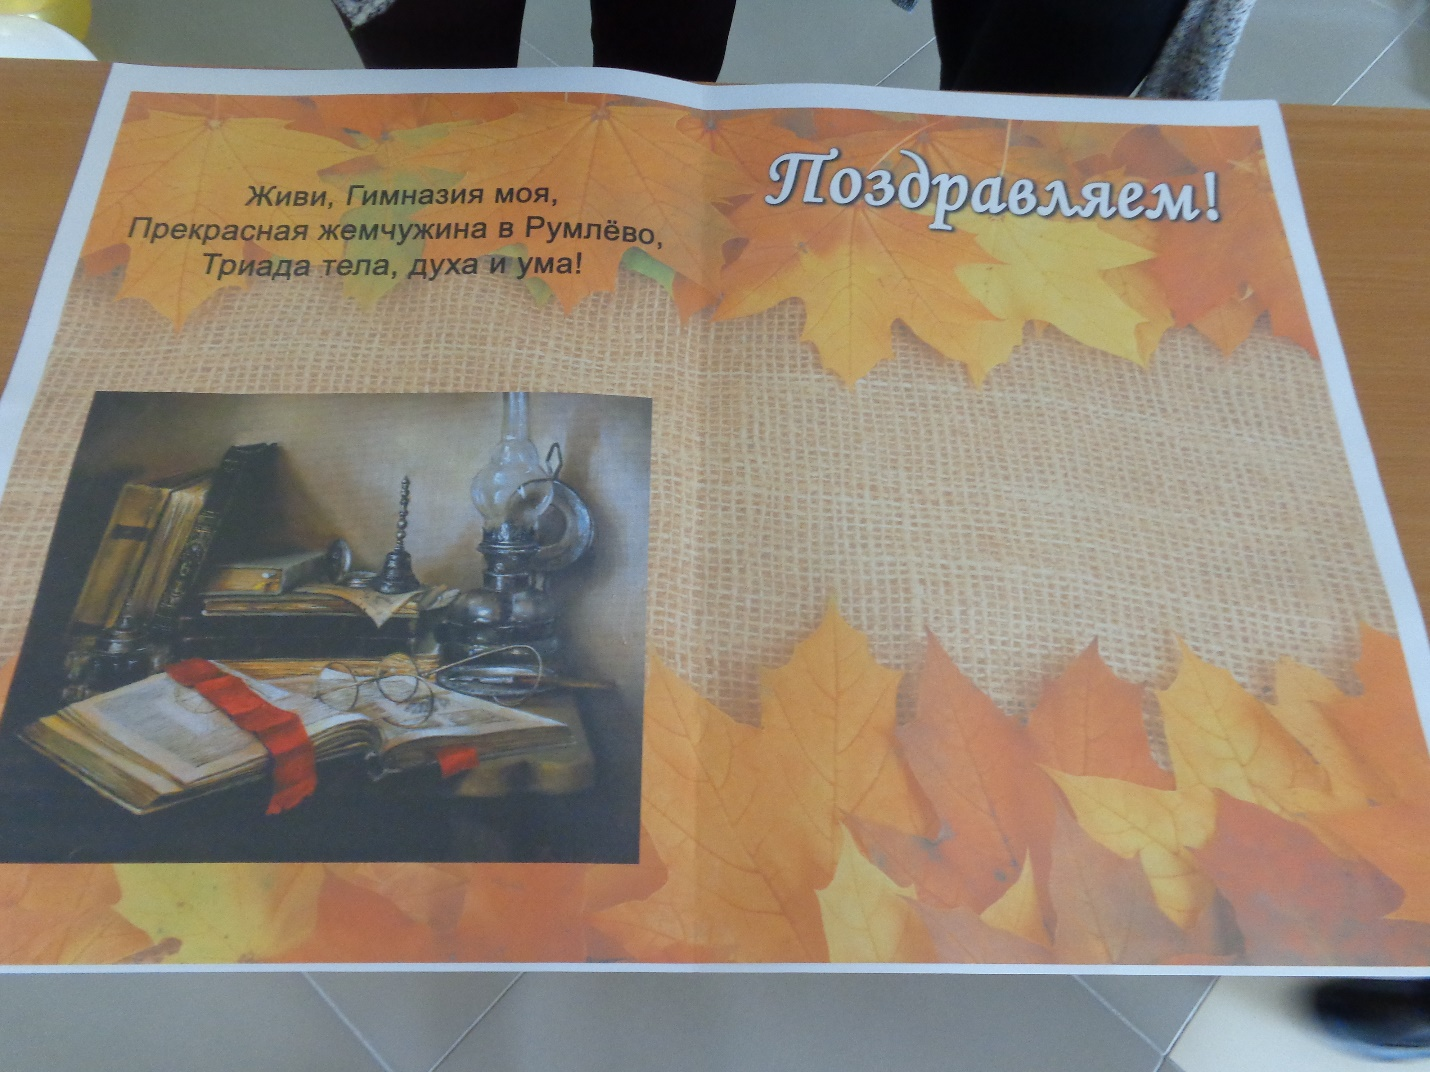 Живи, Гимназия моя,
Прекрасная жемчужина в Румлёво,
Триада тела, духа и ума!
Поздравляем!